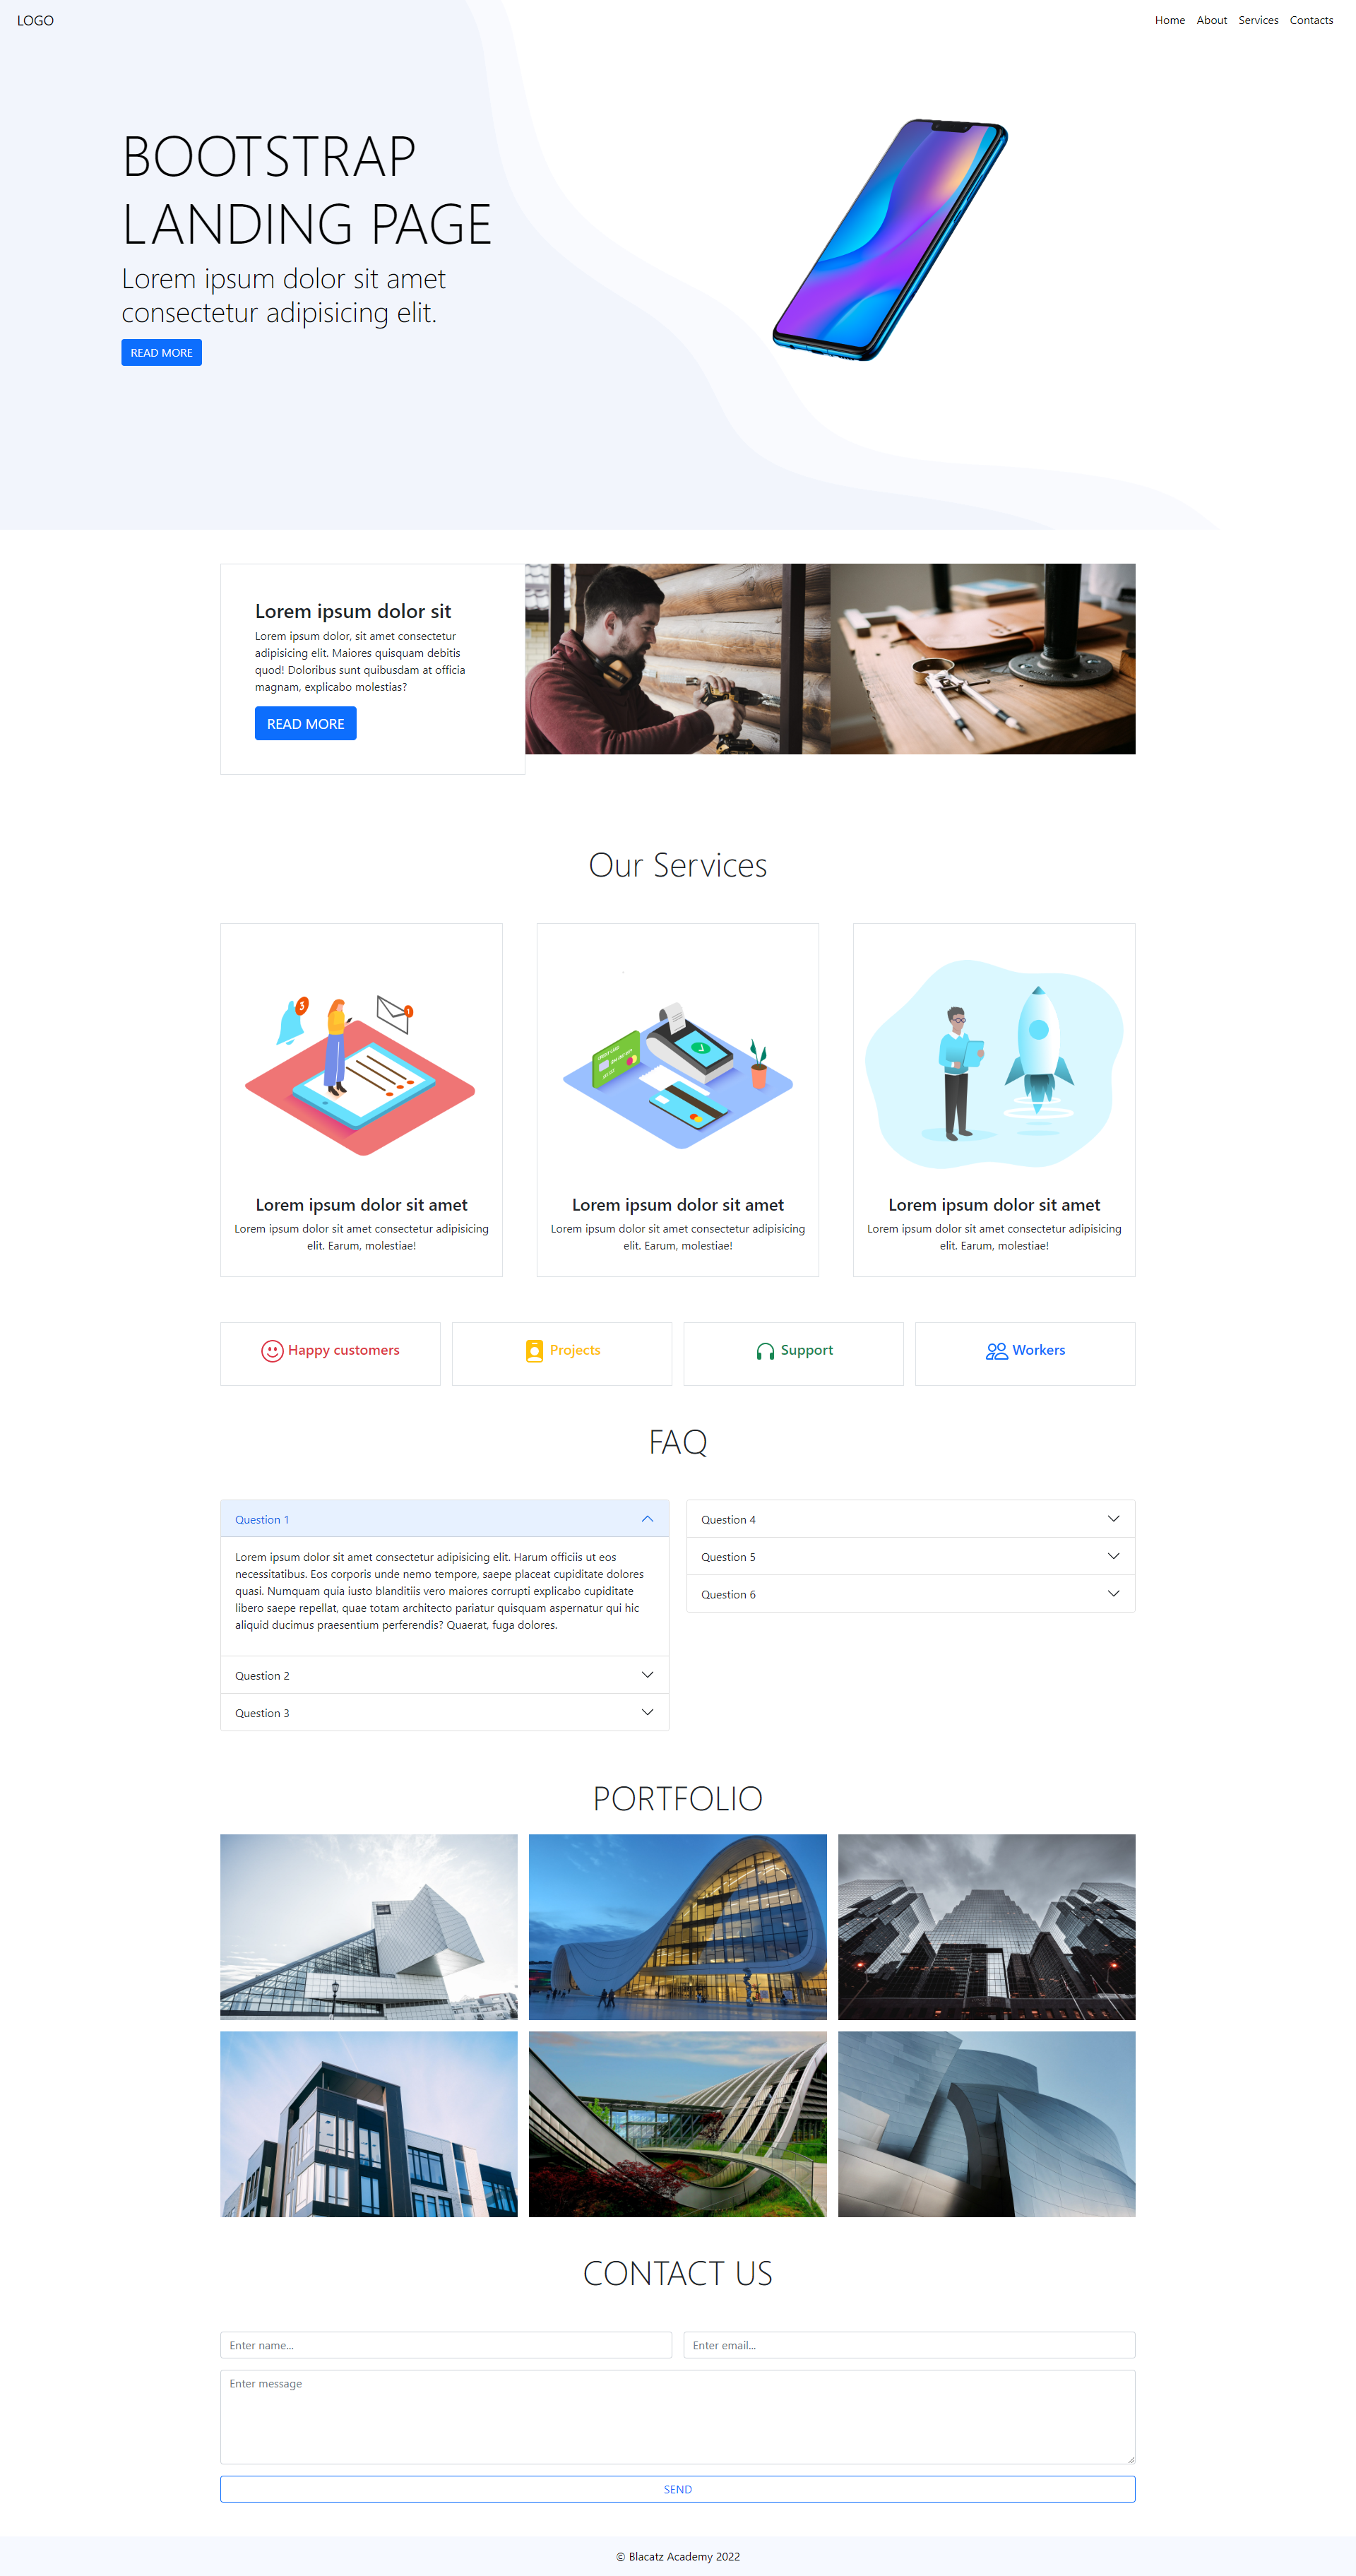 LOGO
Home About Services Contacts
BOOTSTRAP
LANDING PAGE
Lorem ipsum dolor sit amet
consectetur adipisicing elit.
READ MORE
Lorem ipsum dolor sit
Lorem ipsum dolor, sit amet consectetur
adipisicing elit. Maiores quisquam debitis
quod! Doloribus sunt quibusdam at officia
magnam, explicabo molestias?
READ MORE
Our Services
3
1
Lorem ipsum dolor sit amet
Lorem ipsum dolor sit amet consectetur adipisicing
elit. Earum, molestiae!
Lorem ipsum dolor sit amet
Lorem ipsum dolor sit amet consectetur adipisicing
elit. Earum, molestiae!
Lorem ipsum dolor sit amet
Lorem ipsum dolor sit amet consectetur adipisicing
elit. Earum, molestiae!
Happy customers
Projects
Support
Workers
FAQ
Question 1
Lorem ipsum dolor sit amet consectetur adipisicing elit. Harum officiis ut eos
necessitatibus. Eos corporis unde nemo tempore, saepe placeat cupiditate dolores
quasi. Numquam quia iusto blanditiis vero maiores corrupti explicabo cupiditate
libero saepe repellat, quae totam architecto pariatur quisquam aspernatur qui hic
aliquid ducimus praesentium perferendis? Quaerat, fuga dolores.
Question 2
Question 3
Question 4
Question 5
Question 6
PORTFOLIO
CONTACT US
Enter name...
Enter email...
Enter message
SEND
© Blacatz Academy 2022